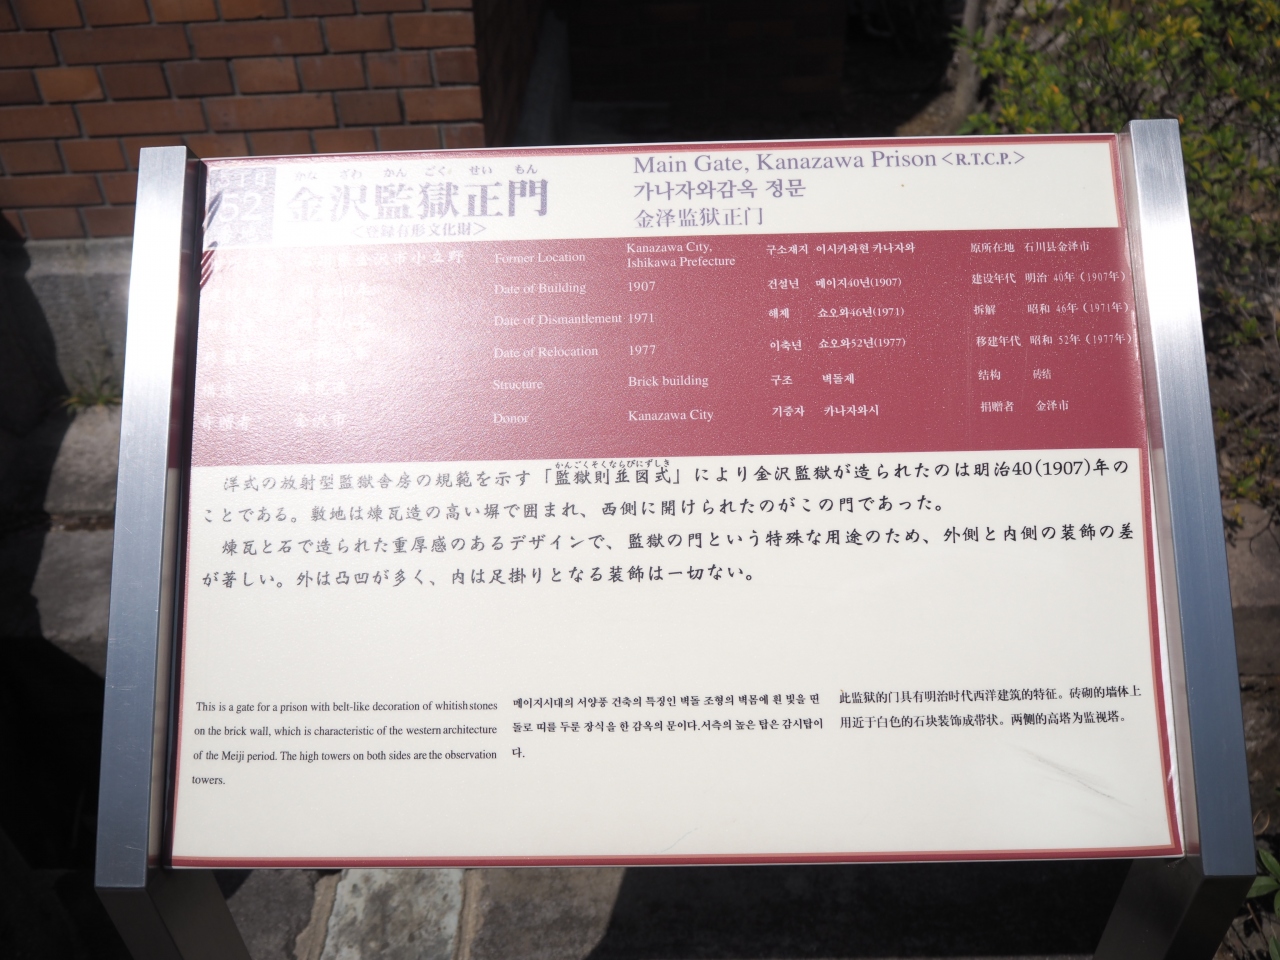 五丁目
52
かな ざわ かん ごく せい もん
金沢監獄正門
＜登録有形文化財＞
Main Gate, Kanazawa Prison＜R.T.C.P.＞
가나자와감옥 정문
金泽监狱正门
金沢市小立野
寄贈者 金沢市
Former Location Kanazawa City, Ishikawa Prefecture
Date of Building 1907
Date of Dismantlement 1971
Date of Relocation 1977
Structure Brick building
Donor Kanazawa City
구소재지 이시카와현 카나자와
건설년 메이지40년(1907)
해체 쇼오와46년(1971)
이축년 쇼오와52년(1977)
구조 벽돌제
기증자 카나자와시
原所在地 石川县金泽市
建设年代 明治 40年（1907年）
拆解 昭和 46年（1971年）
移建年代 昭和 52年（1977年）
结构 砖结
捐赠者 金泽市
かんごくそくならびにずしき
洋式の放射型監獄舎房の規範を示す「監獄則並図式」により金沢監獄が造られたのは明治40(1907)年の
ことである。敷地は煉瓦造の高い塀で囲まれ、西側に開けられたのがこの門であった。
煉瓦と石で造られた重厚感のあるデザインで、監獄の門という特殊な用途のため、外側と内側の装飾の差
が著しい。外は凸凹が多く、内は足掛りとなる装飾は一切ない。
This is a gate for a prison with belt-like decoration of whitish stones
on the brick wall, which is characteristic of the western architecture
of the Meiji period. The high towers on both sides are the observation
towers.
메이지시대의 서양풍 건축의 특징인 벽돌 조형의 벽몸에 흰 빛을 띤
돌로 띠를 두룬 장식을 한 감옥의 문이다.서측의 높은 탑은 감시탑이
다.
此监狱的门具有明治时代西洋建筑的特征。砖砌的墙体上
用近于白色的石块装饰成带状。两侧的高塔为监视塔。